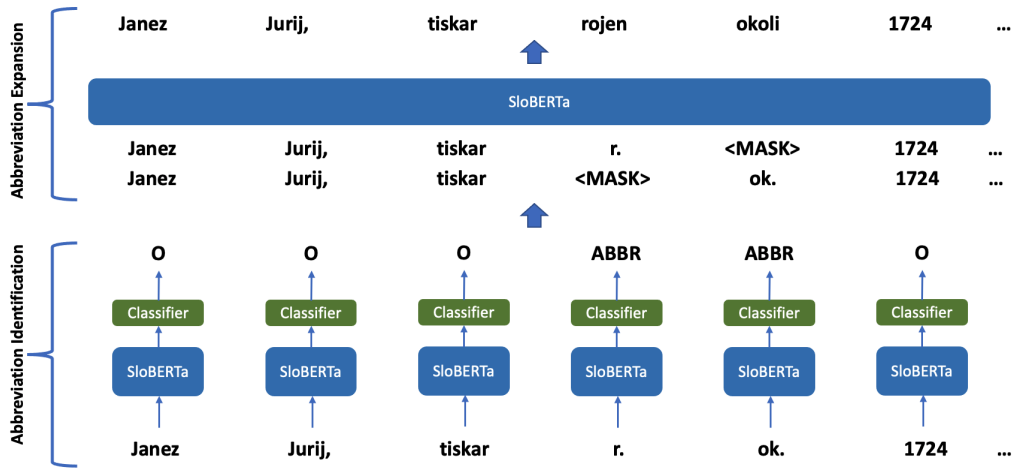 Abbreviation Expansion
Janez Jurij, tiskar rojen okoli 1724 ...
SloBERTa
Janez Jurij, tiskar r. <MASK> 1724 ...
Janez Jurij, tiskar <MASK> ok. 1724 ...
Abbreviation Identification
O O O ABBR ABBR O
Classifier Classifier Classifier Classifier Classifier Classifier
SloBERTa SloBERTa SloBERTa SloBERTa SloBERTa SloBERTa
Janez Jurij, tiskar r. ok. 1724 ...